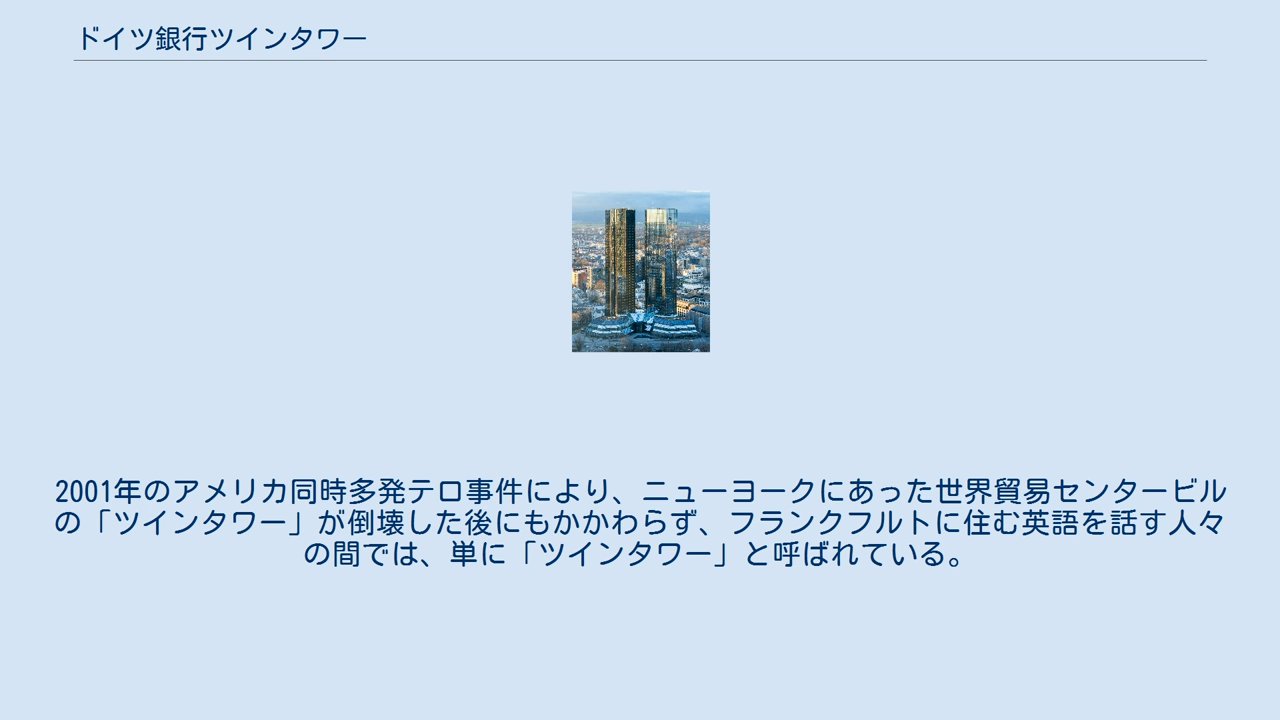 ドイツ銀行ツインタワー
2001年のアメリカ同時多発テロ事件により、ニューヨークにあった世界貿易センタービル
の「ツインタワー」が倒壊した後にもかかわらず、フランクフルトに住む英語を話す人々
の間では、単に「ツインタワー」と呼ばれている。